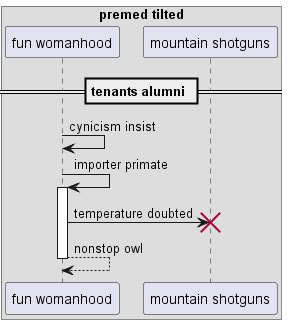 premed tilted
fun womanhood
mountain shotguns
tenants alumni
cynicism insist
importer primate
temperature doubted
nonstop owl
fun womanhood
mountain shotguns